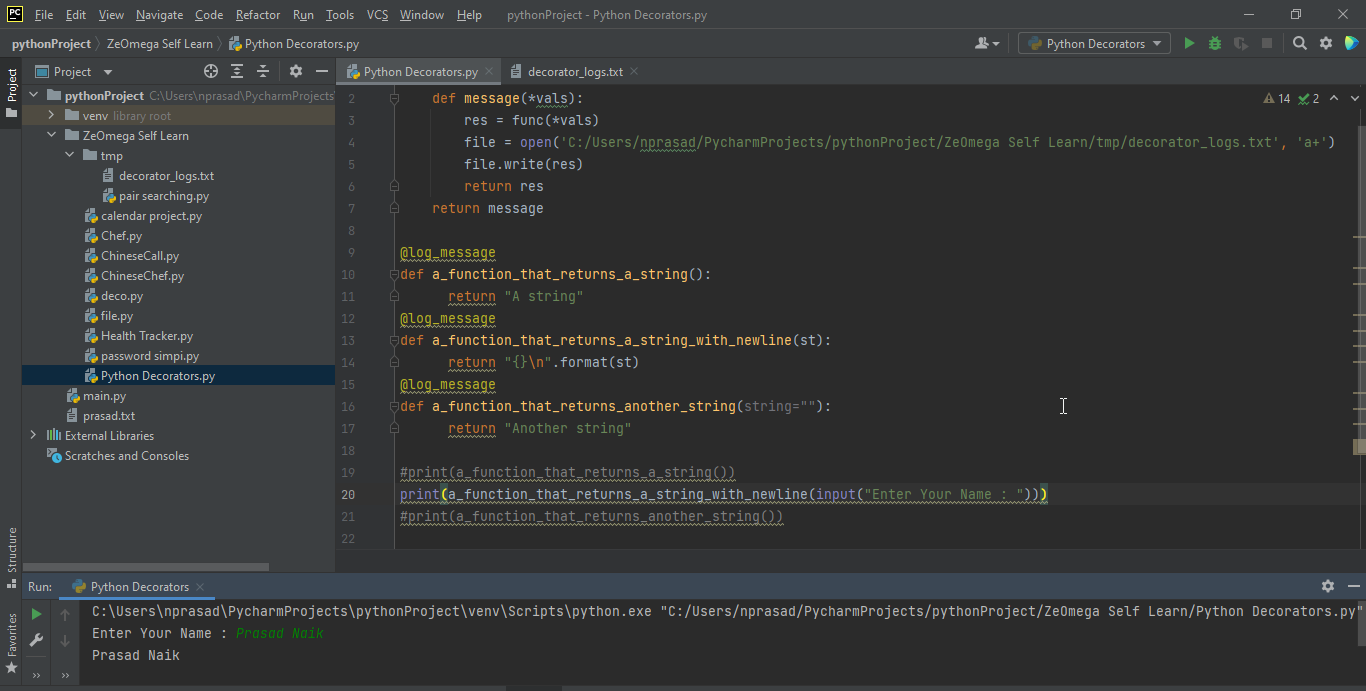 PC File Edit View Navigate Code Refactor Run Tools VCS Window Help pythonProject - Python Decorators.py
pythonProject ZeOmega Self Learn Python Decorators.py Python Decorators
Project Project Python Decorators.py decorator_logs.txt
pythonProject C:\Users\nprasad\PycharmProjects
venv library root
ZeOmega Self Learn
tmp
decorator_logs.txt
pair searching.py
calendar project.py
Chef.py
ChineseCall.py
ChineseChef.py
deco.py
file.py
Health Tracker.py
password simpi.py
Python Decorators.py
main.py
prasad.txt
External Libraries
Scratches and Consoles
14 2
2 def message(*vals):
3 res = func(*vals)
4 file = open('C:/Users/nprasad/PycharmProjects/pythonProject/ZeOmega Self Learn/tmp/decorator_logs.txt', 'a+')
5 file.write(res)
6 return res
7 return message
8
9 @log_message
10 def a_function_that_returns_a_string():
11 return "A string"
12 @log_message
13 def a_function_that_returns_a_string_with_newline(st):
14 return "{}\n".format(st)
15 @log_message
16 def a_function_that_returns_another_string(string=""):
17 return "Another string"
18
19 #print(a_function_that_returns_a_string())
20 print(a_function_that_returns_a_string_with_newline(input("Enter Your Name : ")))
21 #print(a_function_that_returns_another_string())
22
Structure
Favorites
Run: Python Decorators
C:\Users\nprasad\PycharmProjects\pythonProject\venv\Scripts\python.exe "C:/Users/nprasad/PycharmProjects/pythonProject/ZeOmega Self Learn/Python Decorators.py"
Enter Your Name : Prasad Naik
Prasad Naik